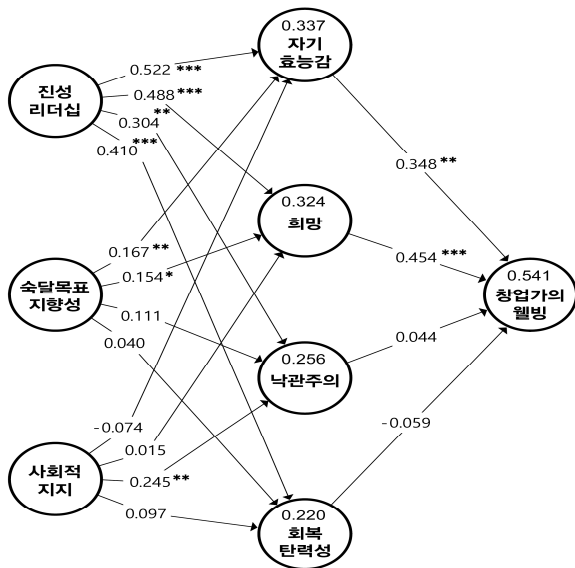 0.337
자기
효능감
진성
리더십
0.522 ***
0.488 ***
0.304 **
0.410 ***
0.348 **
0.324
희망
0.167 **
0.154 *
0.454 ***
숙달목표
지향성
0.541
창업가의
웰빙
0.111
0.040
0.044
0.256
낙관주의
-0.074
0.015
-0.059
사회적
지지
0.245 **
0.097
0.220
회복
탄력성